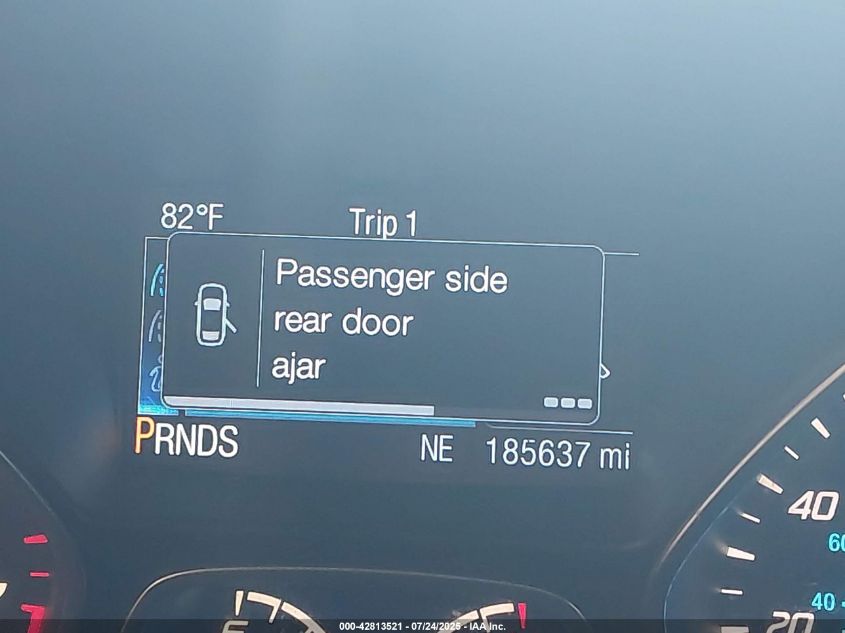 82°F Trip 1
Passenger side
rear door
ajar
PRNDS NE 185637 mi
40
60
40
20
E
000-42813521 - 07/24/2025 - IAA Inc.